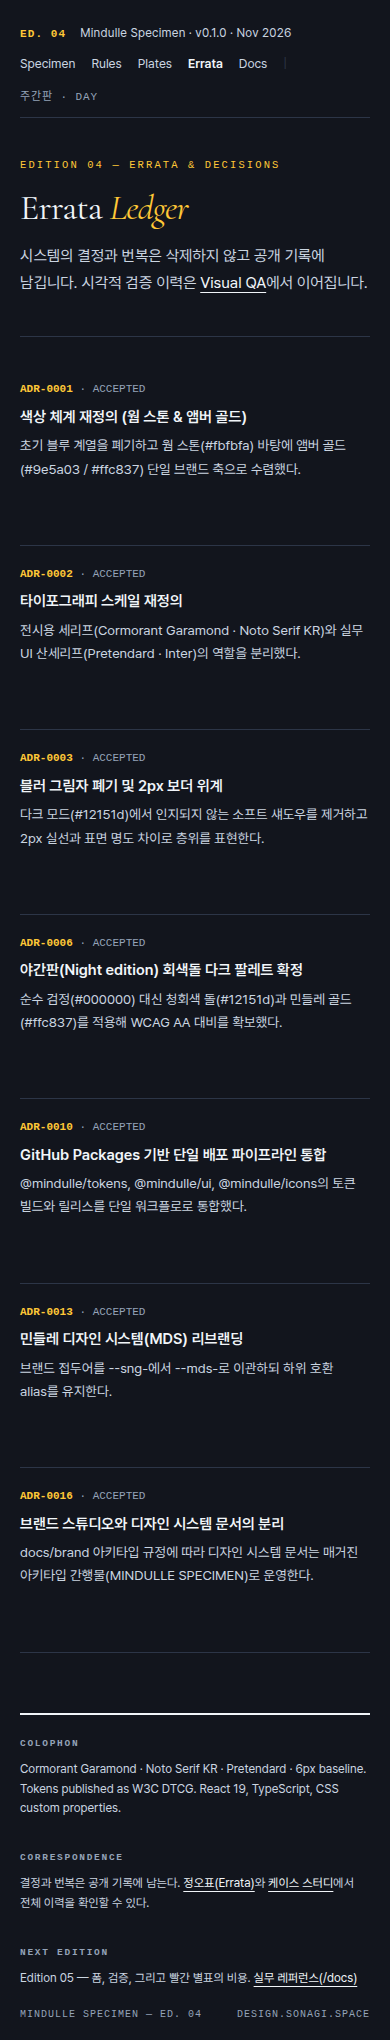 ED. 04 Mindulle Specimen · v0.1.0 · Nov 2026
Specimen Rules Plates Errata Docs
주간판 · DAY
EDITION 04 — ERRATA & DECISIONS
Errata Ledger
시스템의 결정과 번복은 삭제하지 않고 공개 기록에
남깁니다. 시각적 검증 이력은 Visual QA에서 이어집니다.
ADR-0001 · ACCEPTED
색상 체계 재정의 (웜 스톤 & 앰버 골드)
초기 블루 계열을 폐기하고 웜 스톤(#fbfbfa) 바탕에 앰버 골드
(#9e5a03 / #ffc837) 단일 브랜드 축으로 수렴했다.
ADR-0002 · ACCEPTED
타이포그래피 스케일 재정의
전시용 세리프(Cormorant Garamond · Noto Serif KR)와 실무
UI 산세리프(Pretendard · Inter)의 역할을 분리했다.
ADR-0003 · ACCEPTED
블러 그림자 폐기 및 2px 보더 위계
다크 모드(#12151d)에서 인지되지 않는 소프트 섀도우를 제거하고
2px 실선과 표면 명도 차이로 층위를 표현한다.
ADR-0006 · ACCEPTED
야간판(Night edition) 회색돌 다크 팔레트 확정
순수 검정(#000000) 대신 청회색 돌(#12151d)과 민들레 골드
(#ffc837)를 적용해 WCAG AA 대비를 확보했다.
ADR-0010 · ACCEPTED
GitHub Packages 기반 단일 배포 파이프라인 통합
@mindulle/tokens, @mindulle/ui, @mindulle/icons의 토큰
빌드와 릴리스를 단일 워크플로로 통합했다.
ADR-0013 · ACCEPTED
민들레 디자인 시스템(MDS) 리브랜딩
브랜드 접두어를 --sng-에서 --mds-로 이관하되 하위 호환
alias를 유지한다.
ADR-0016 · ACCEPTED
브랜드 스튜디오와 디자인 시스템 문서의 분리
docs/brand 아키타입 규정에 따라 디자인 시스템 문서는 매거진
아키타입 간행물(MINDULLE SPECIMEN)로 운영한다.
COLOPHON
Cormorant Garamond · Noto Serif KR · Pretendard · 6px baseline.
Tokens published as W3C DTCG. React 19, TypeScript, CSS
custom properties.
CORRESPONDENCE
결정과 번복은 공개 기록에 남는다. 정오표(Errata)와 케이스 스터디에서
전체 이력을 확인할 수 있다.
NEXT EDITION
Edition 05 — 폼, 검증, 그리고 빨간 별표의 비용. 실무 레퍼런스(/docs)
MINDULLE SPECIMEN — ED. 04 DESIGN.SONAGI.SPACE